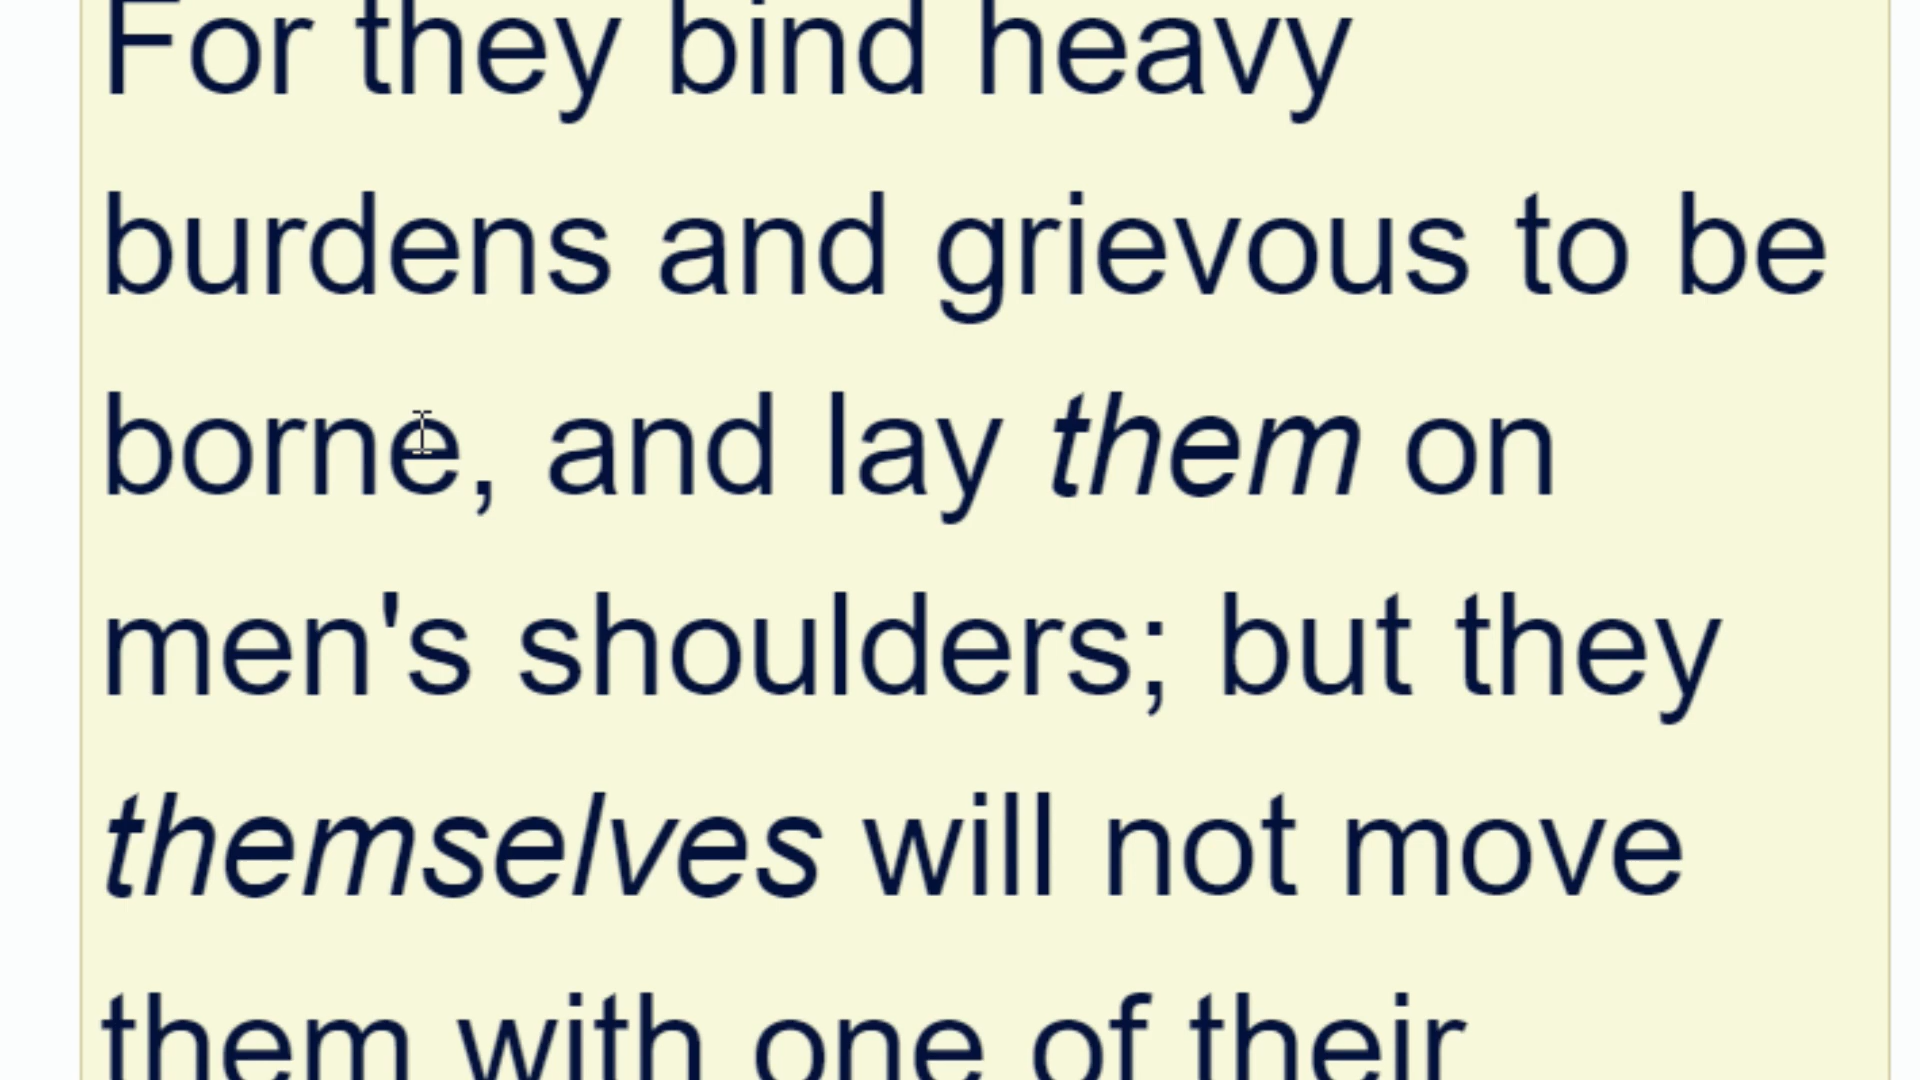 For they bind heavy
burdens and grievous to be
borne, and lay them on
men's shoulders; but they
themselves will not move
them with one of their